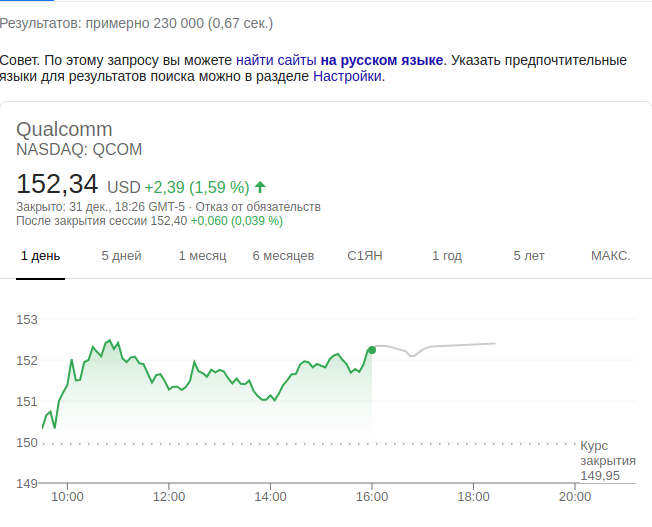 Результатов: примерно 230 000 (0,67 сек.)
Совет. По этому запросу вы можете найти сайты на русском языке. Указать предпочтительные
языки для результатов поиска можно в разделе Настройки.
Qualcomm
NASDAQ: QCOM
152,34 USD +2,39 (1,59 %)
Закрыто: 31 дек., 18:26 GMT-5 · Отказ от обязательств
После закрытия сессии 152,40 +0,060 (0,039 %)
1 день 5 дней 1 месяц 6 месяцев С1ЯН 1 год 5 лет МАКС.
153
152
151
150
Курс
закрытия
149,95
149
10:00 12:00 14:00 16:00 18:00 20:00